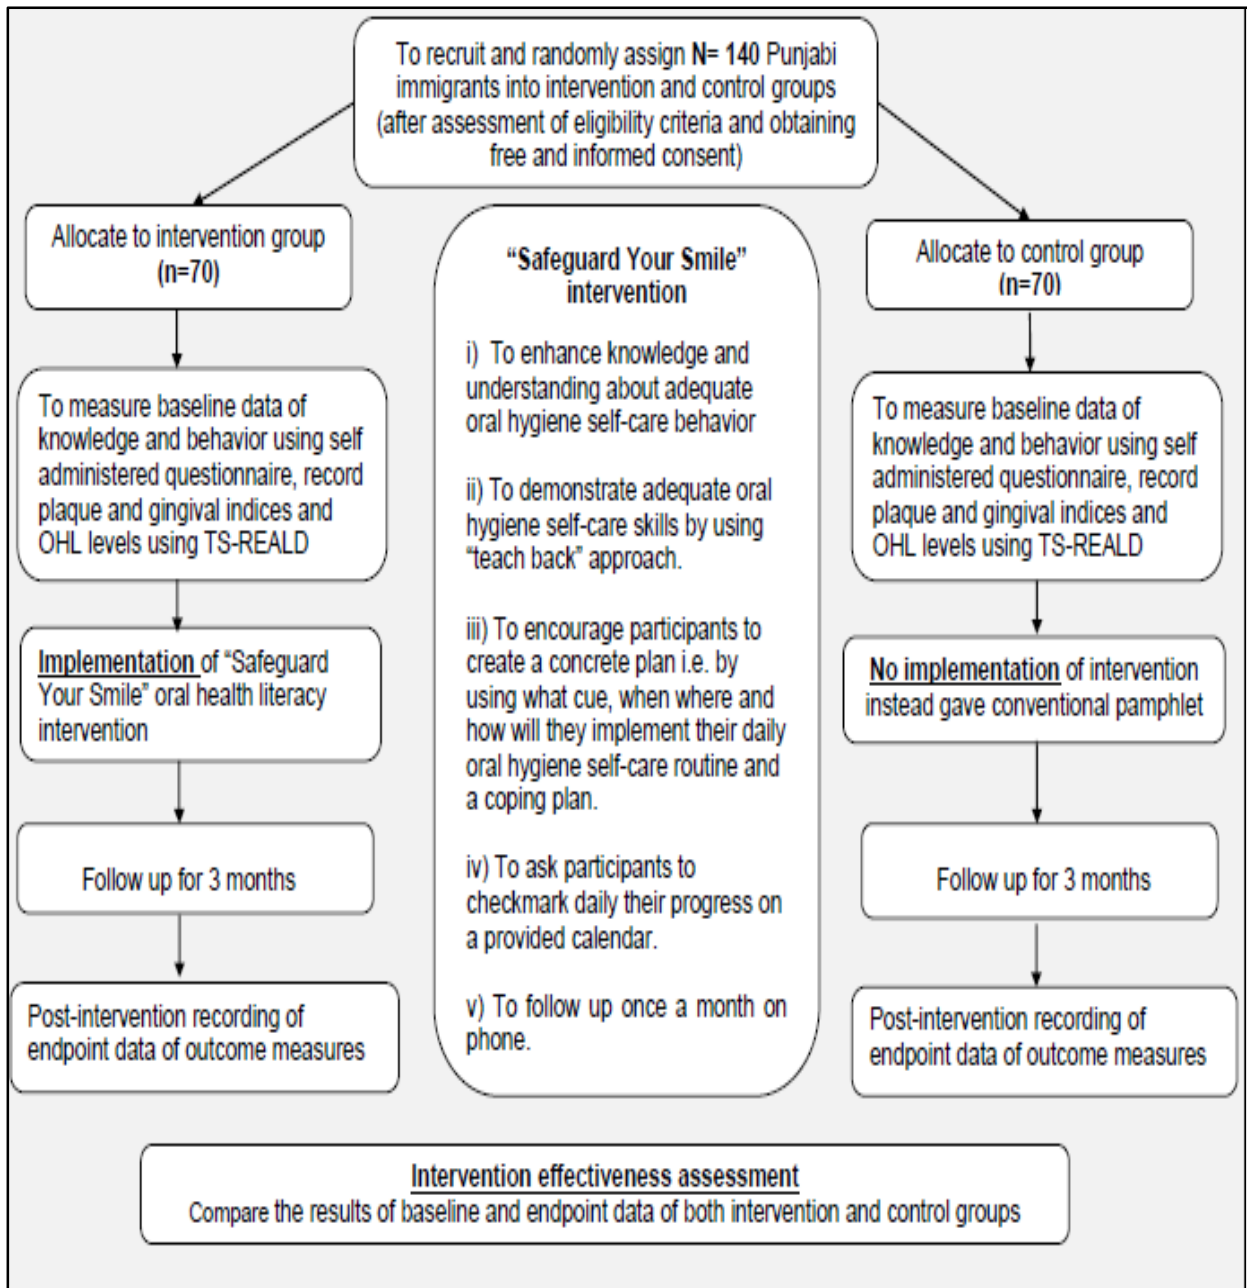 To recruit and randomly assign N= 140 Punjabi
immigrants into intervention and control groups
(after assessment of eligibility criteria and obtaining
free and informed consent)
Allocate to intervention group
(n=70)
To measure baseline data of
knowledge and behavior using self
administered questionnaire, record
plaque and gingival indices and
OHL levels using TS-REALD
Implementation of “Safeguard
Your Smile” oral health literacy
intervention
Follow up for 3 months
Post-intervention recording of
endpoint data of outcome measures
“Safeguard Your Smile”
intervention
i) To enhance knowledge and
understanding about adequate
oral hygiene self-care behavior
ii) To demonstrate adequate oral
hygiene self-care skills by using
“teach back” approach.
iii) To encourage participants to
create a concrete plan i.e. by
using what cue, when where and
how will they implement their daily
oral hygiene self-care routine and
a coping plan.
iv) To ask participants to
checkmark daily their progress on
a provided calendar.
v) To follow up once a month on
phone.
Allocate to control group
(n=70)
To measure baseline data of
knowledge and behavior using self
administered questionnaire, record
plaque and gingival indices and
OHL levels using TS-REALD
No implementation of intervention
instead gave conventional pamphlet
Follow up for 3 months
Post-intervention recording of
endpoint data of outcome measures
Intervention effectiveness assessment
Compare the results of baseline and endpoint data of both intervention and control groups